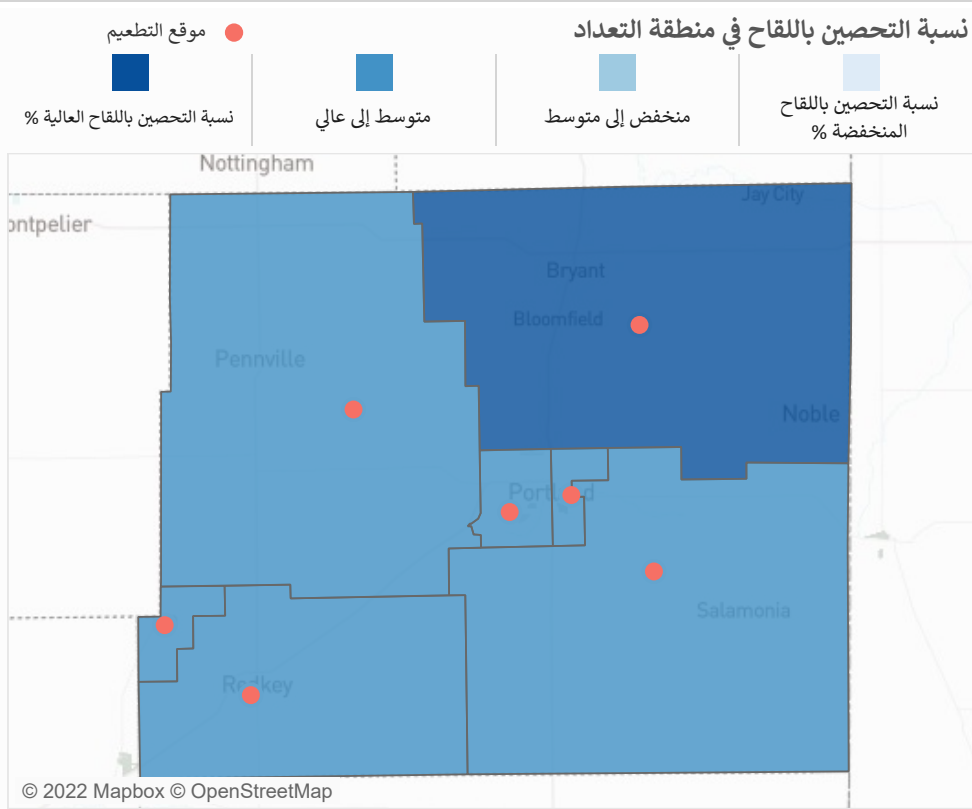 نسبة التحصين باللقاح في منطقة التعداد
موقع التطعيم
نسبة التحصين باللقاح المنخفضة %
منخفض إلى متوسط
متوسط إلى عالي
نسبة التحصين باللقاح العالية %
Nottingham
Jay City
ontpelier
Bryant
Bloomfield
Pennville
Noble
Portland
Salamonia
Redkey
© 2022 Mapbox © OpenStreetMap